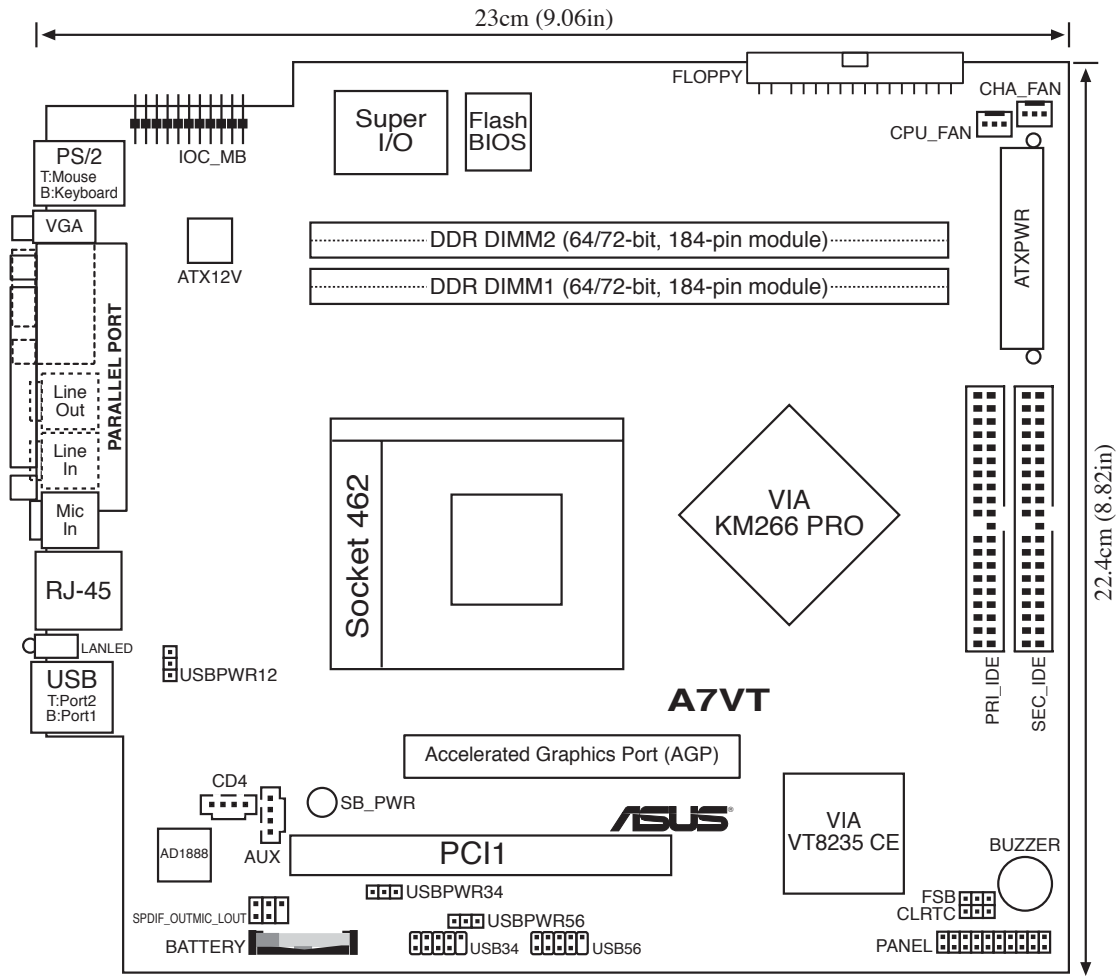 23cm (9.06in)
FLOPPY
CHA_FAN
CPU_FAN
Super
I/O
Flash
BIOS
IOC_MB
PS/2
T:Mouse
B:Keyboard
VGA
ATX12V
DDR DIMM2 (64/72-bit, 184-pin module)
DDR DIMM1 (64/72-bit, 184-pin module)
ATXPWR
PARALLEL PORT
Line
Out
Line
In
Mic
In
RJ-45
LANLED
USB
T:Port2
B:Port1
USBPWR12
Socket 462
VIA
KM266 PRO
PRI_IDE
SEC_IDE
22.4cm (8.82in)
A7VT
Accelerated Graphics Port (AGP)
CD4
AUX
SB_PWR
ASUS®
AD1888
PCI1
VIA
VT8235 CE
BUZZER
USBPWR34
FSB
CLRTC
SPDIF_OUTMIC_LOUT
USBPWR56
BATTERY
USB34
USB56
PANEL